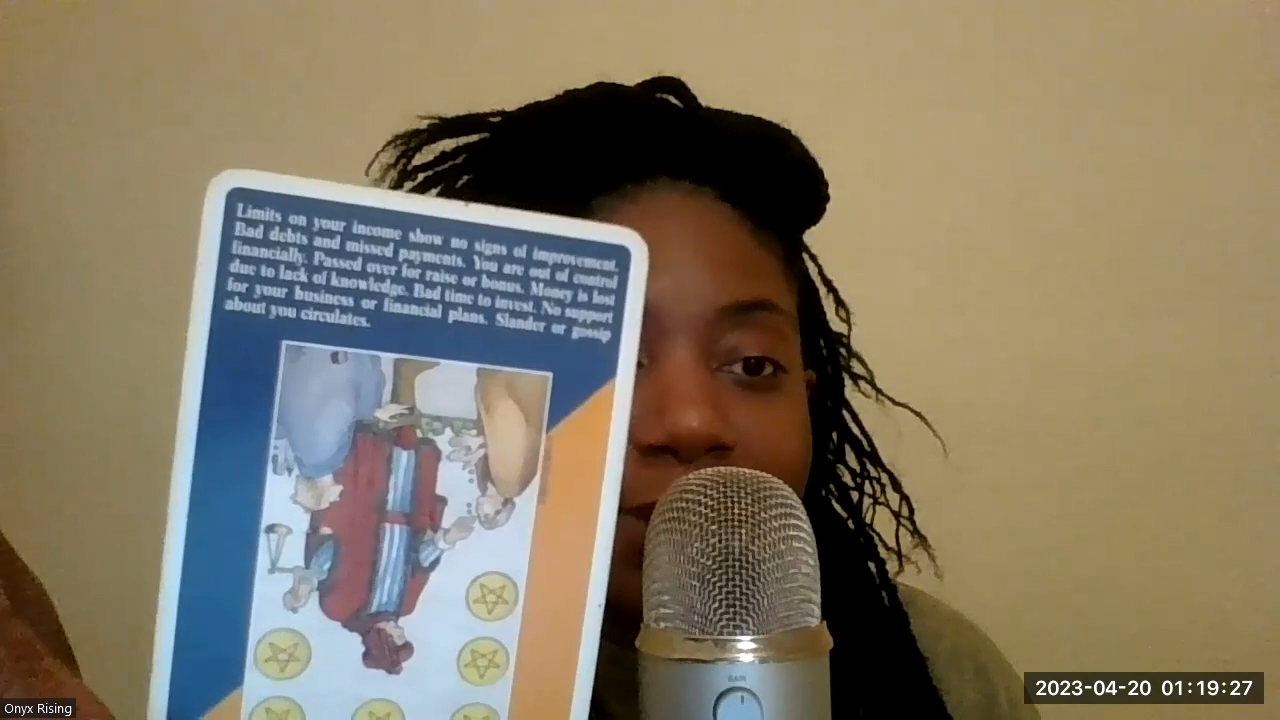 Limits on your income show no signs of improvement.
Bad debts and missed payments. You are out of control
financially. Passed over for raise or bonus. Money is lost
due to lack of knowledge. Bad time to invest. No support
for your business or financial plans. Slander or gossip
about you circulates.
GAIN
Onyx Rising
2023-04-20 01:19:27